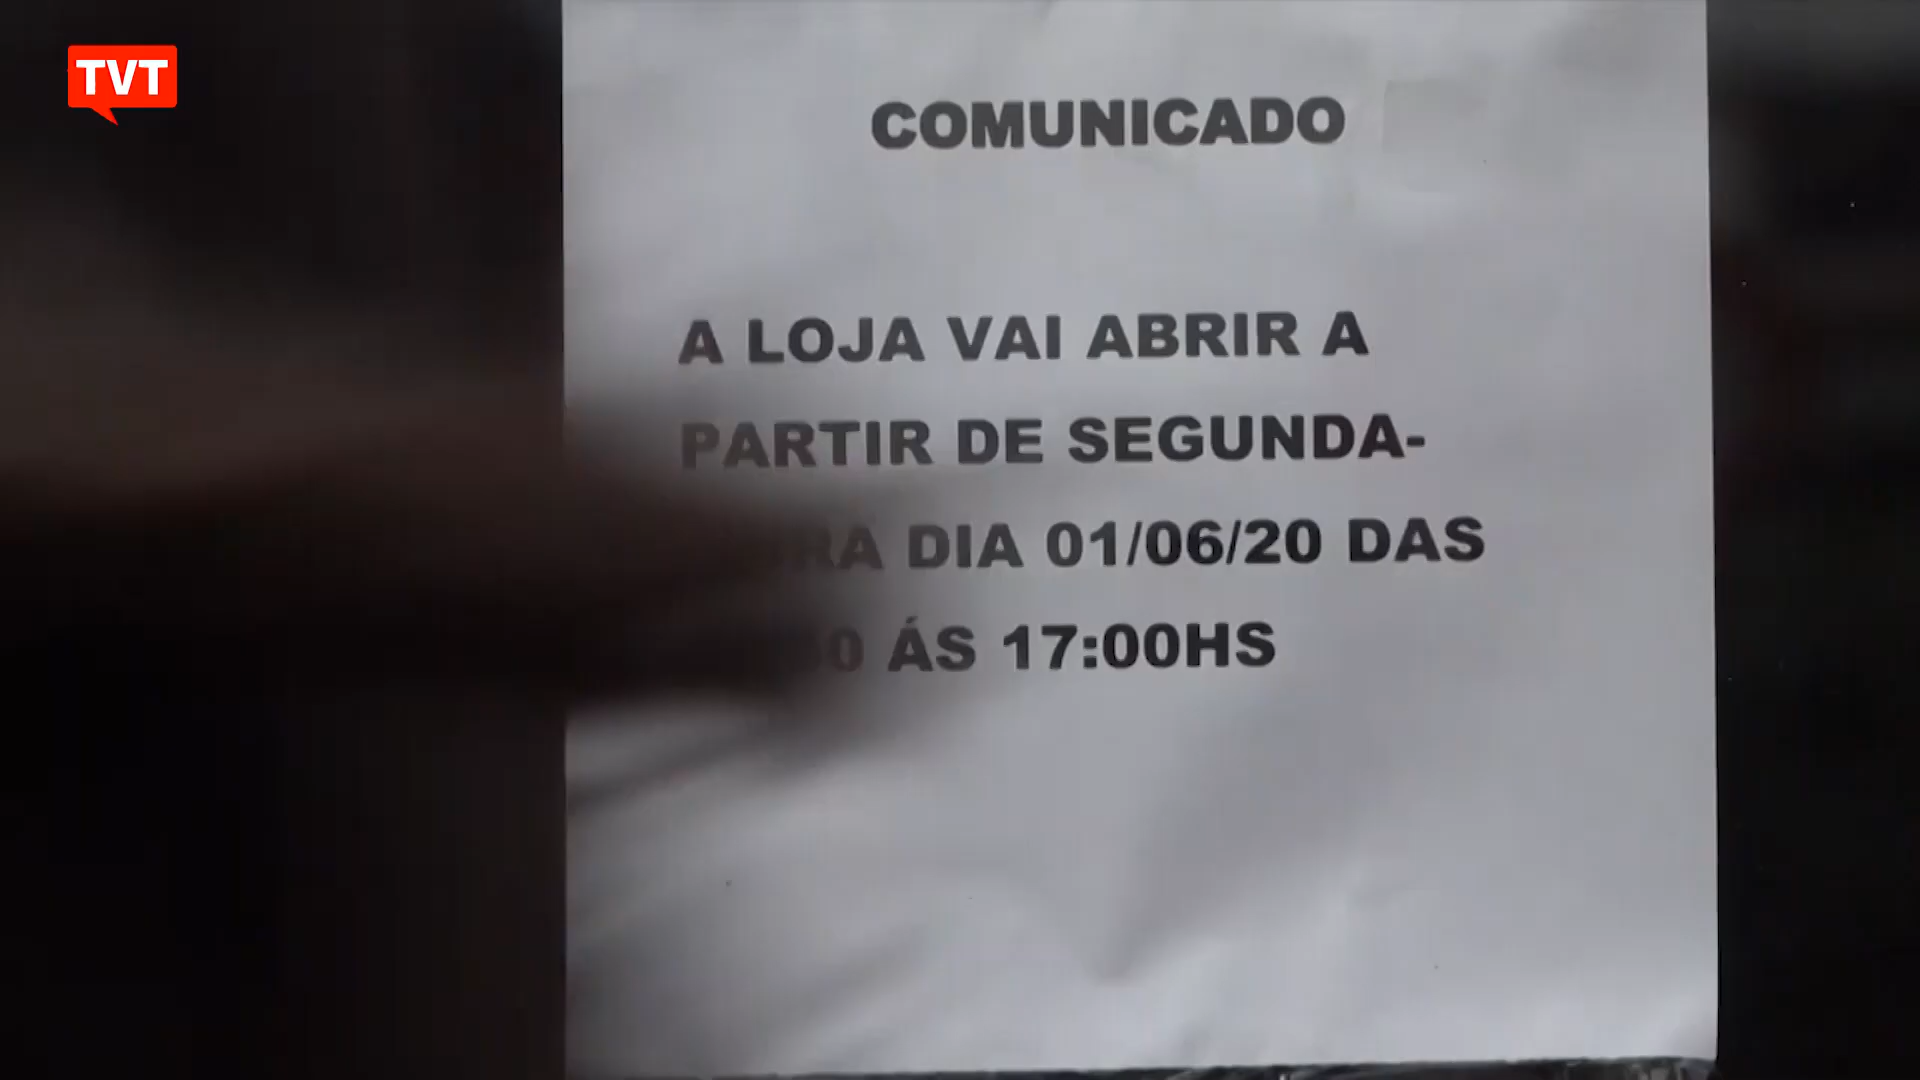 TVT
COMUNICADO
A LOJA VAI ABRIR A
PARTIR DE SEGUNDA-
DIA 01/06/20 DAS
ÁS 17:00HS